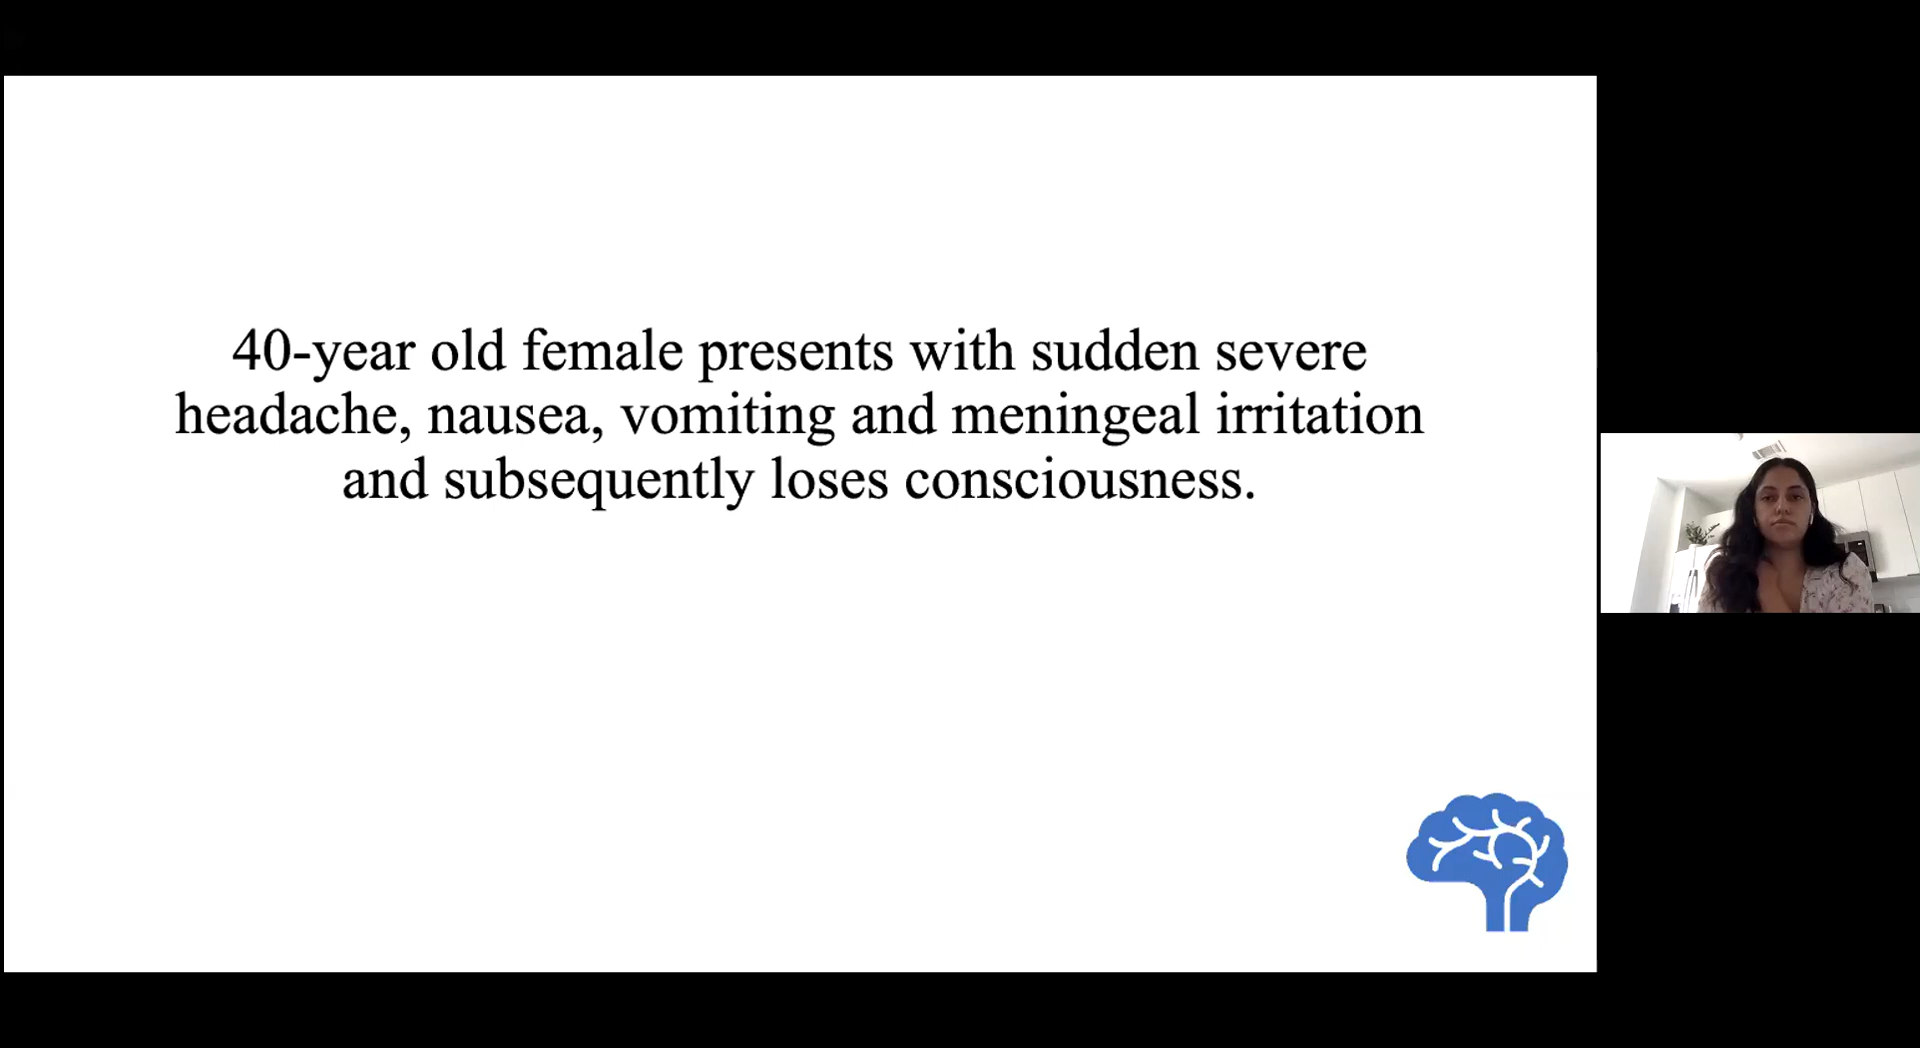 40-year old female presents with sudden severe
headache, nausea, vomiting and meningeal irritation
and subsequently loses consciousness.